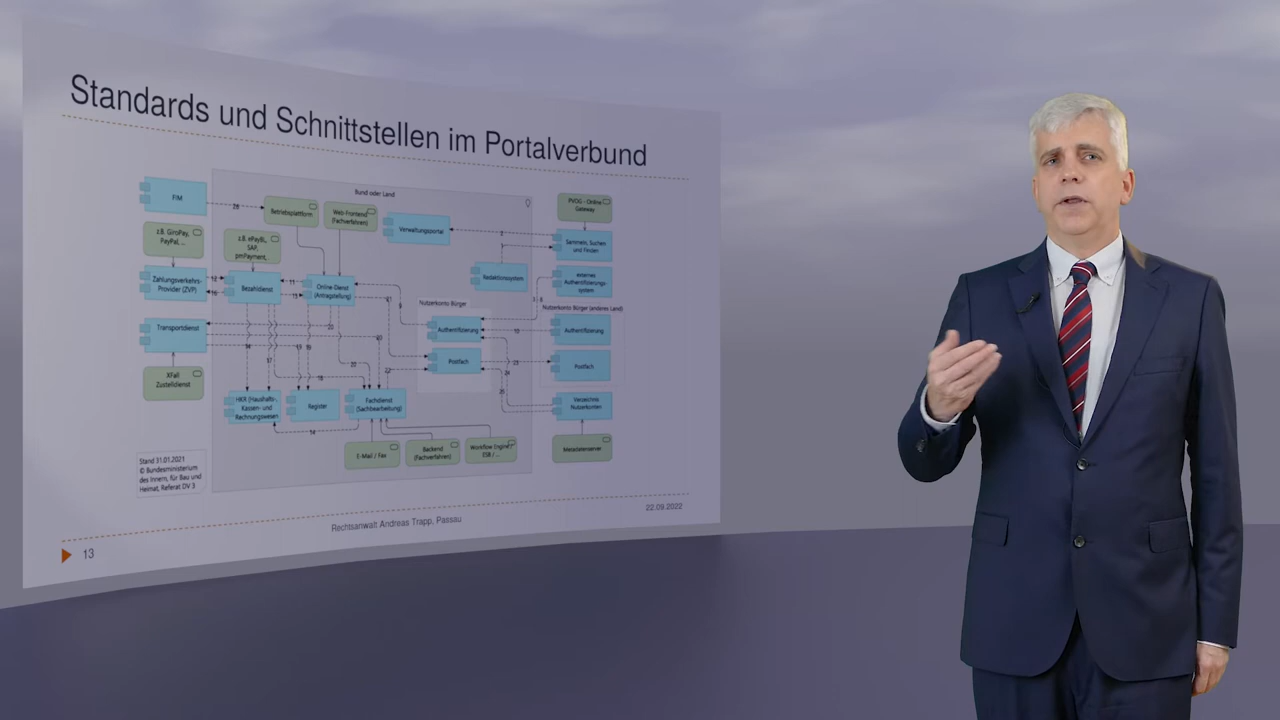 Standards und Schnittstellen im Portalverbund
Bund oder Land
FIM
Betriebsplattform
Web-Frontend
(Fachverfahren)
Verwaltungsportal
PVOG - Online
Gateway
z.B. GiroPay,
PayPal, ...
z.B. ePayBL,
SAP,
pmPayment,
Sammeln, Suchen
und Finden
Redaktionssystem
externes
Authentifizierungs-
system
Zahlungsverkehrs-
Provider (ZVP)
Bezahldienst
Online-Dienst
(Antragstellung)
Nutzerkonto Bürger
Nutzerkonto Bürger (anderes Land)
Authentifizierung
Authentifizierung
Transportdienst
Postfach
Postfach
XFall
Zustelldienst
HKR (Haushalts-,
Kassen- und
Rechnungswesen
Register
Fachdienst
(Sachbearbeitung)
Verzeichnis
Nutzerkonten
E-Mail / Fax
Backend
(Fachverfahren)
Workflow Engine /
ESB / ...
Metadatenserver
Stand 31.01.2021
© Bundesministerium
des Innern, für Bau und
Heimat, Referat DV 3
Rechtsanwalt Andreas Trapp, Passau
22.09.2022
13